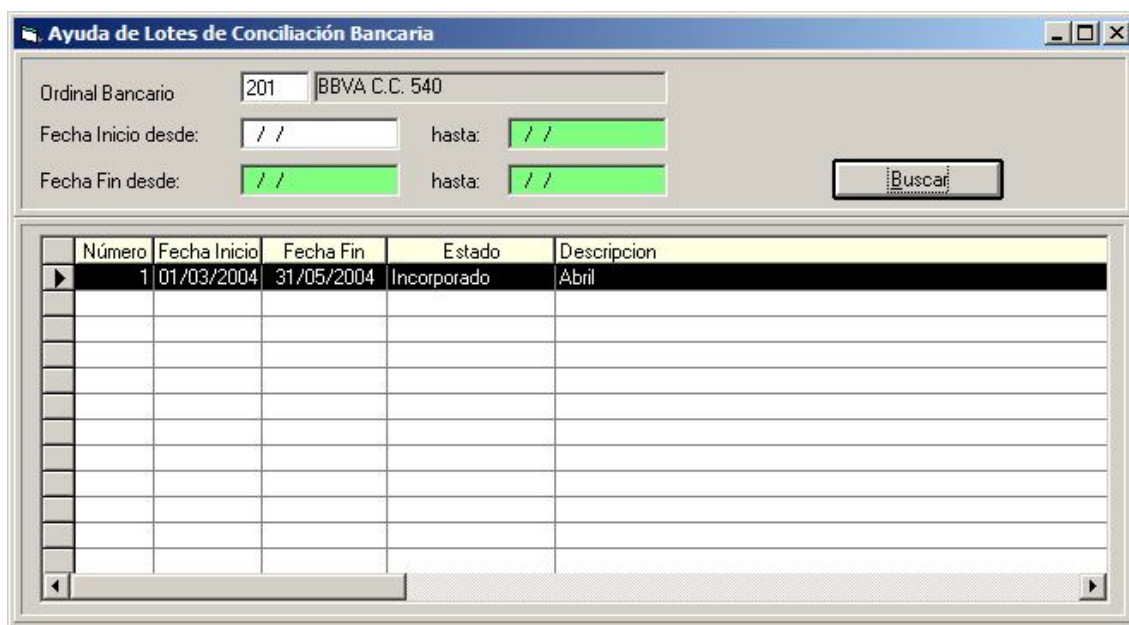 Ayuda de Lotes de Conciliación Bancaria
Ordinal Bancario 201 BBVA C.C. 540
Fecha Inicio desde: / / hasta: / /
Fecha Fin desde: / / hasta: / /
Buscar
Número Fecha Inicio Fecha Fin Estado Descripcion
1 01/03/2004 31/05/2004 Incorporado Abril